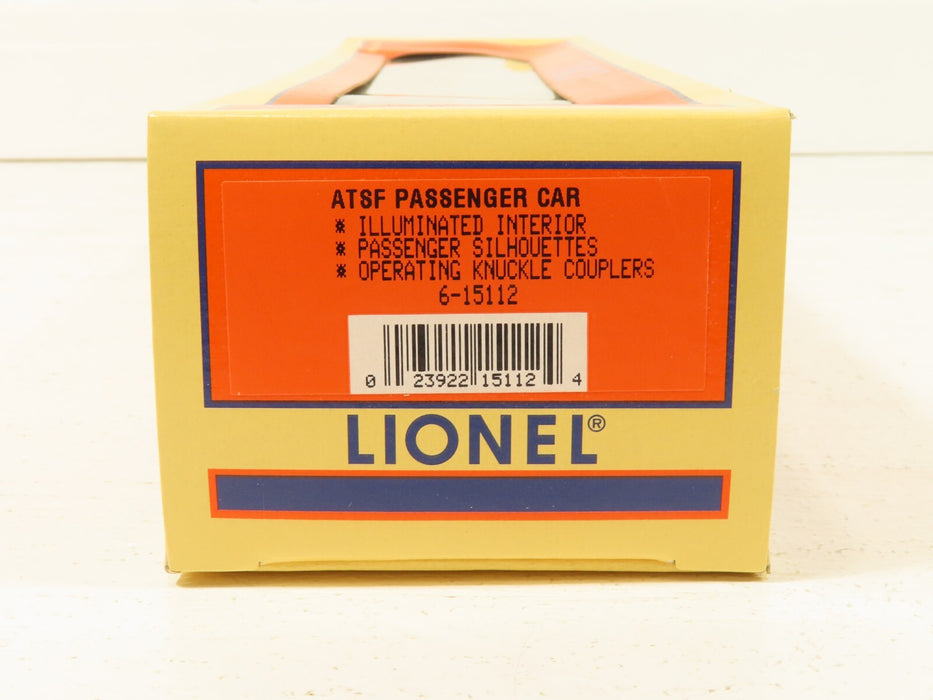 ATSF PASSENGER CAR
* ILLUMINATED INTERIOR
* PASSENGER SILHOUETTES
* OPERATING KNUCKLE COUPLERS
6-15112
0 23922 15112 4
LIONEL®